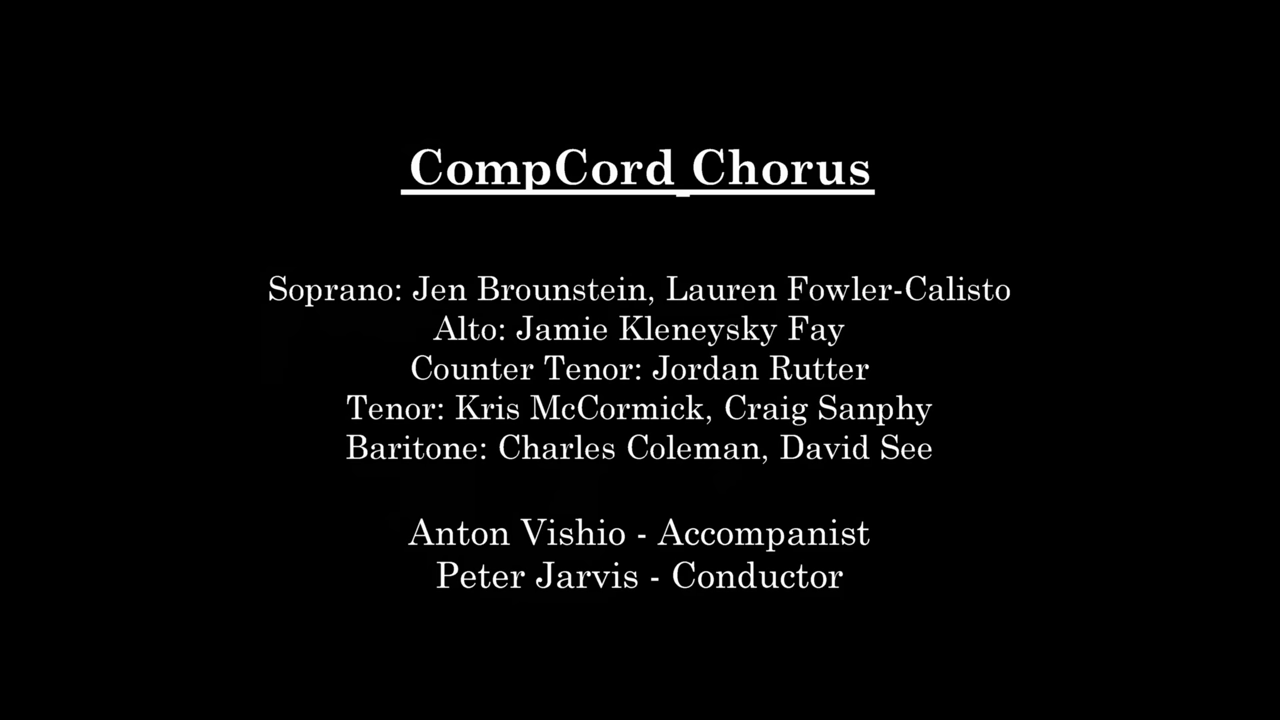 CompCord Chorus
Soprano: Jen Brounstein, Lauren Fowler-Calisto
Alto: Jamie Kleneysky Fay
Counter Tenor: Jordan Rutter
Tenor: Kris McCormick, Craig Sanphy
Baritone: Charles Coleman, David See
Anton Vishio - Accompanist
Peter Jarvis - Conductor